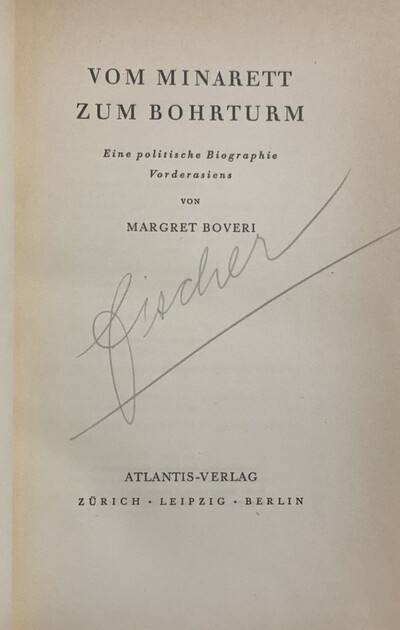 VOM MINARETT
ZUM BOHRTURM
Eine politische Biographie
Vorderasiens
VON
MARGRET BOVERI
fischer
ATLANTIS-VERLAG
ZÜRICH • LEIPZIG • BERLIN